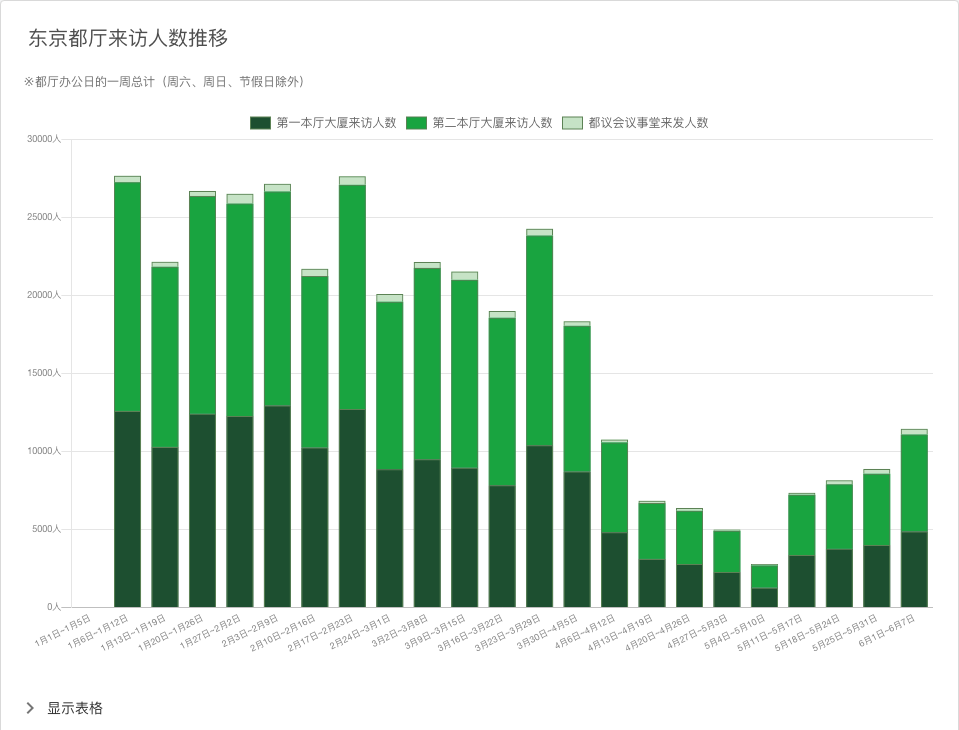 东京都厅来访人数推移
※都厅办公日的一周总计（周六、周日、节假日除外）
第一本厅大厦来访人数 第二本厅大厦来访人数 都议会议事堂来发人数
30000人
25000人
20000人
15000人
10000人
5000人
0人
1月1日~1月5日
1月6日~1月12日
1月13日~1月19日
1月20日~1月26日
1月27日~2月2日
2月3日~2月9日
2月10日~2月16日
2月17日~2月23日
2月24日~3月1日
3月2日~3月8日
3月9日~3月15日
3月16日~3月22日
3月23日~3月29日
3月30日~4月5日
4月6日~4月12日
4月13日~4月19日
4月20日~4月26日
4月27日~5月3日
5月4日~5月10日
5月11日~5月17日
5月18日~5月24日
5月25日~5月31日
6月1日~6月7日
显示表格